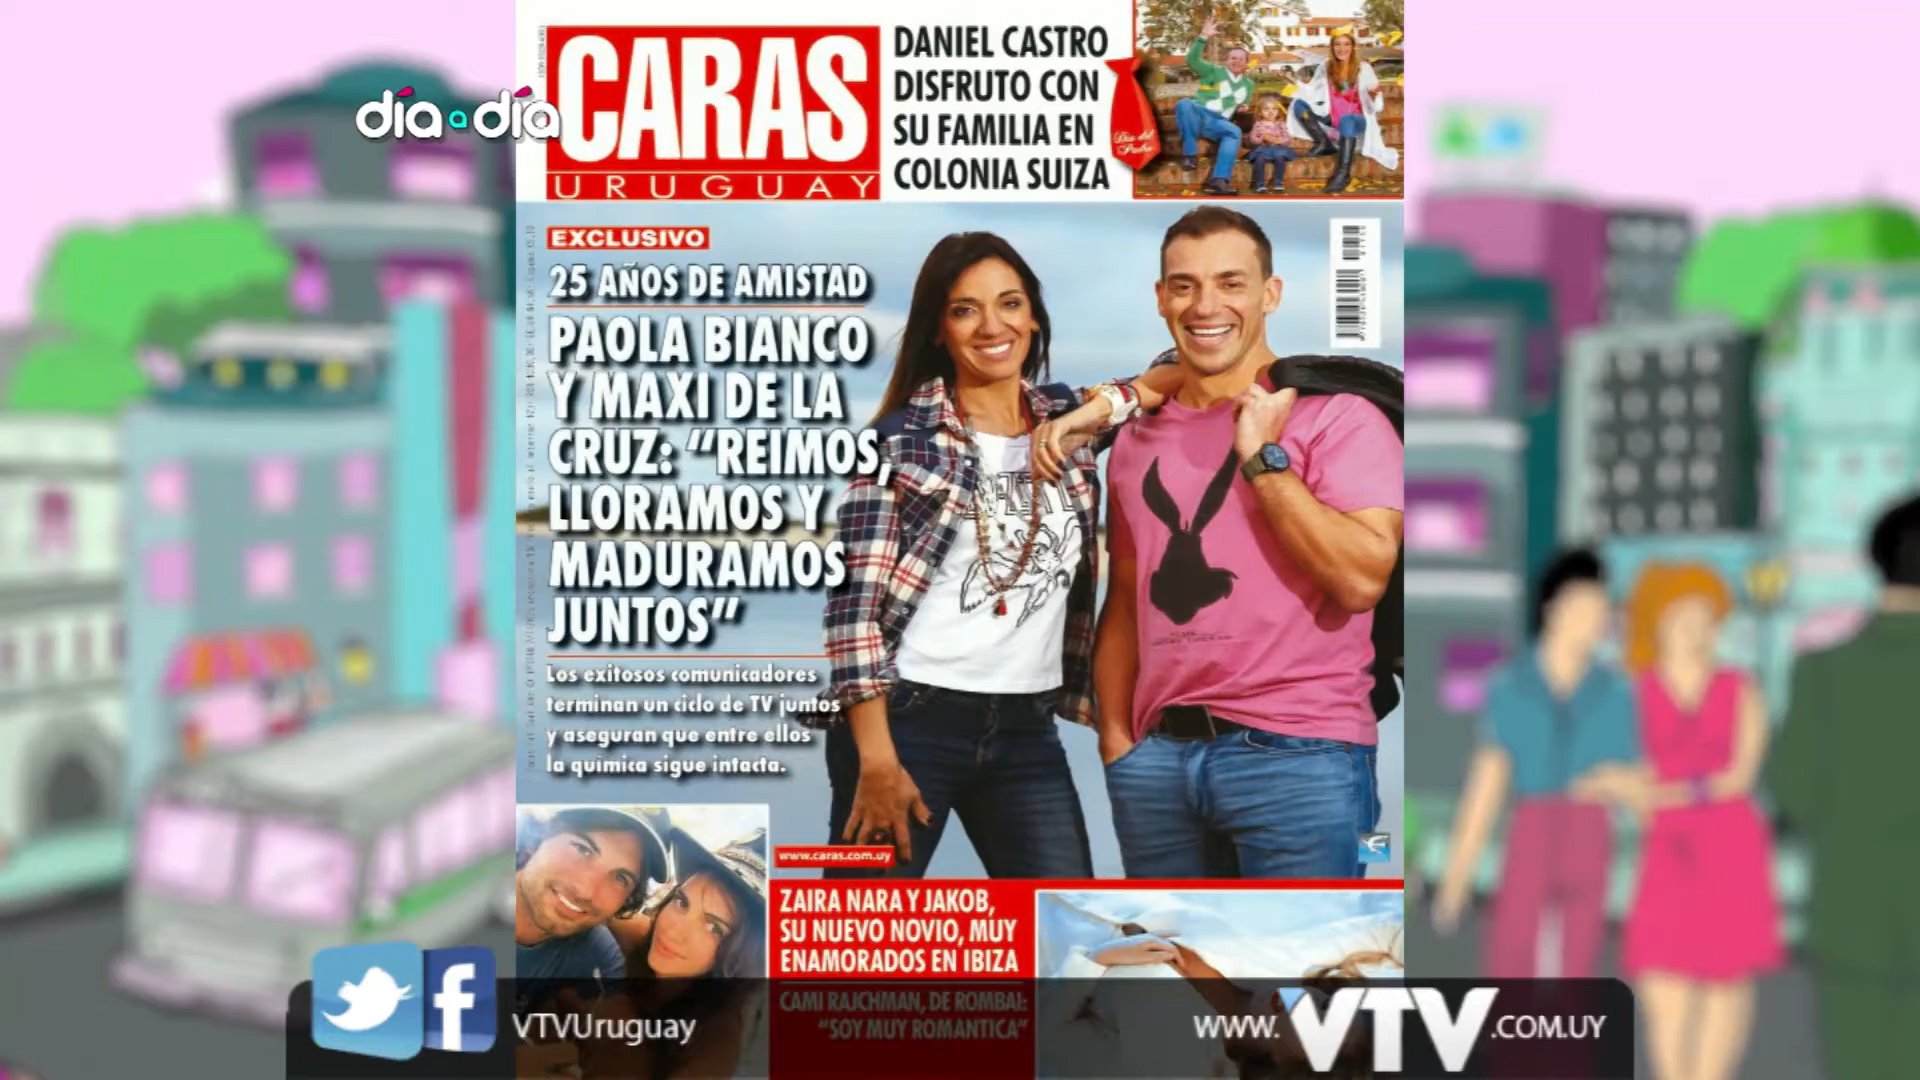 día a día
CARAS
URUGUAY
DANIEL CASTRO
DISFRUTO CON
SU FAMILIA EN
COLONIA SUIZA
Día del
Padre
EXCLUSIVO
25 AÑOS DE AMISTAD
PAOLA BIANCO
Y MAXI DE LA
CRUZ: “REIMOS,
LLORAMOS Y
MADURAMOS
JUNTOS”
Los exitosos comunicadores
terminan un ciclo de TV juntos
y aseguran que entre ellos
la química sigue intacta.
www.caras.com.uy
ZAIRA NARA Y JAKOB,
SU NUEVO NOVIO, MUY
ENAMORADOS EN IBIZA
CAMI RAJCHMAN, DE ROMBAI:
“SOY MUY ROMANTICA”
VTVUruguay
WWW.VTV.COM.UY